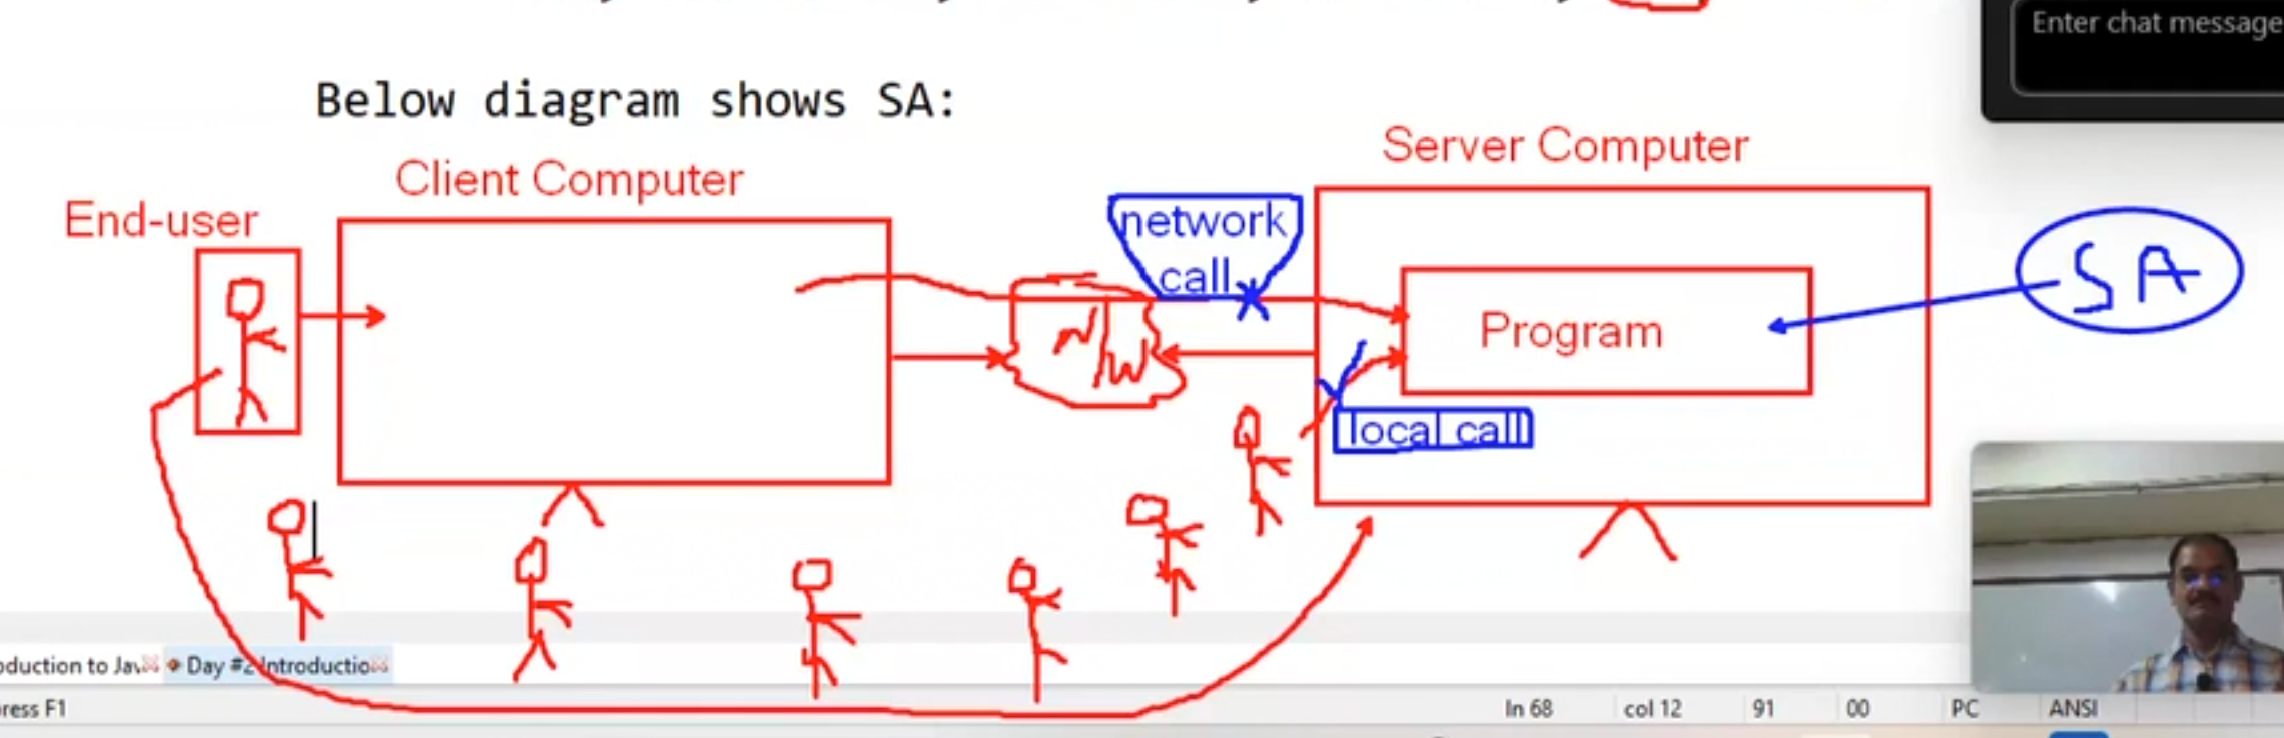 Enter chat message
Below diagram shows SA:
Server Computer
Client Computer
End-user
network
call
SA
N/W
Program
local call
oduction to Jav
Day #2 Introductio
ress F1
ln 68 col 12 91 00 PC ANSI